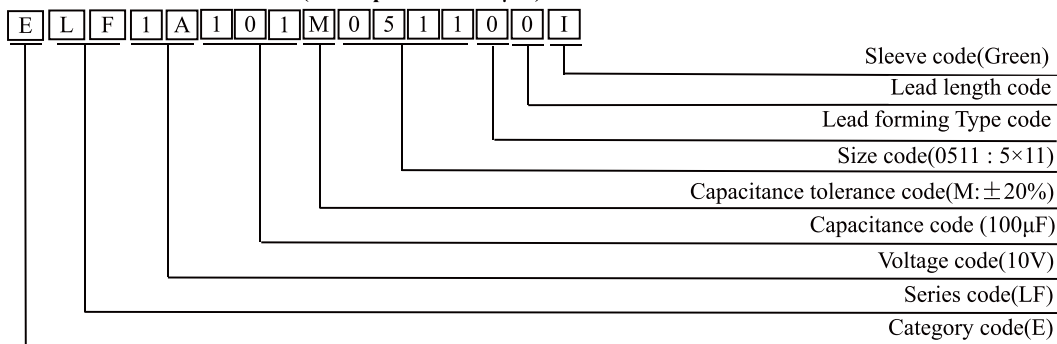 E L F 1 A 1 0 1 M 0 5 1 1 0 0 I
Sleeve code(Green)
Lead length code
Lead forming Type code
Size code(0511 : 5×11)
Capacitance tolerance code(M:±20%)
Capacitance code (100μF)
Voltage code(10V)
Series code(LF)
Category code(E)